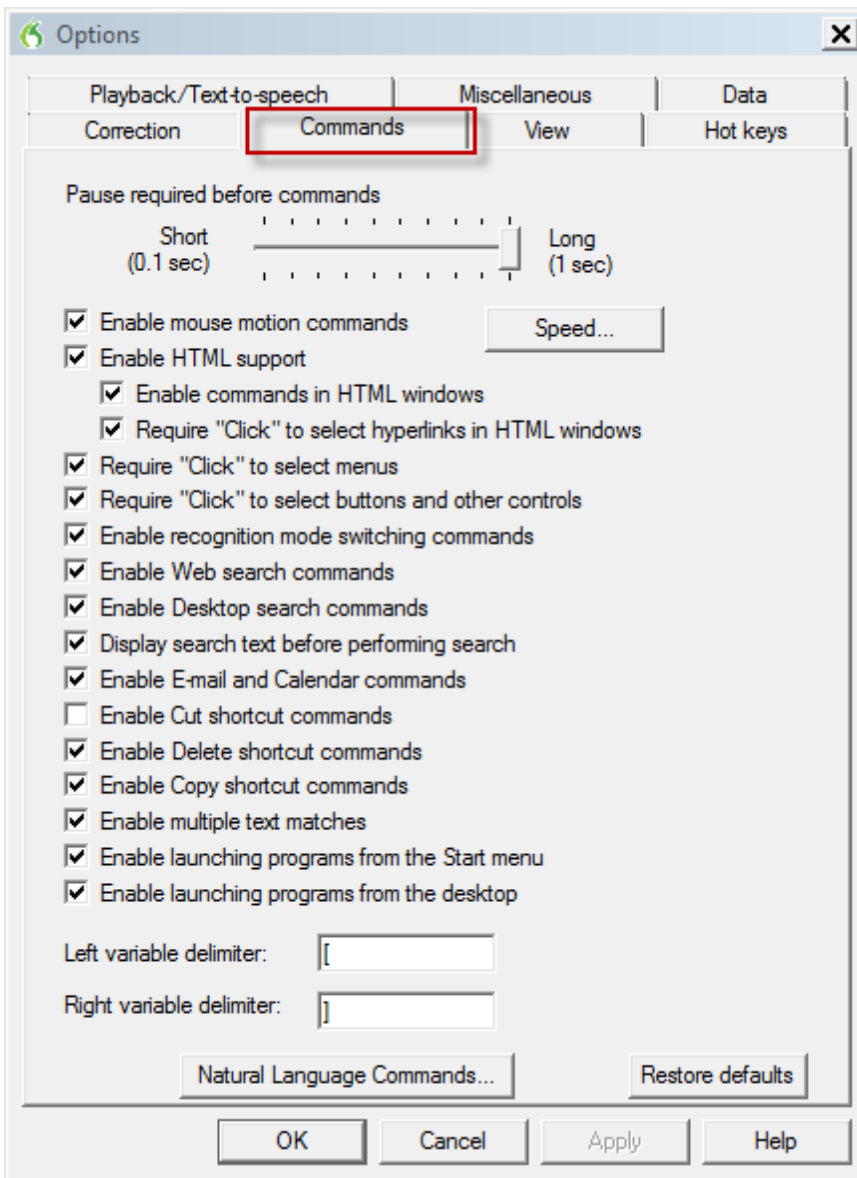 Options
Playback/Text-to-speech Miscellaneous Data
Correction Commands View Hot keys
Pause required before commands
Short Long
(0.1 sec) (1 sec)
Enable mouse motion commands Speed...
Enable HTML support
Enable commands in HTML windows
Require "Click" to select hyperlinks in HTML windows
Require "Click" to select menus
Require "Click" to select buttons and other controls
Enable recognition mode switching commands
Enable Web search commands
Enable Desktop search commands
Display search text before performing search
Enable E-mail and Calendar commands
Enable Cut shortcut commands
Enable Delete shortcut commands
Enable Copy shortcut commands
Enable multiple text matches
Enable launching programs from the Start menu
Enable launching programs from the desktop
Left variable delimiter: [
Right variable delimiter: ]
Natural Language Commands... Restore defaults
OK Cancel Apply Help